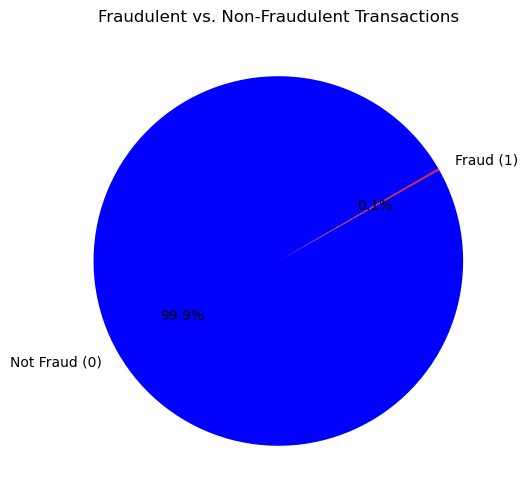 Fraudulent vs. Non-Fraudulent Transactions
Fraud (1)
0.1%
99.9%
Not Fraud (0)